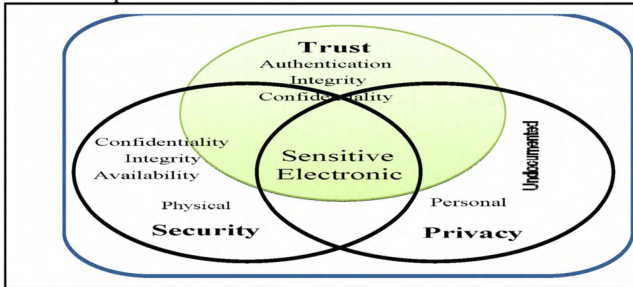 Trust
Authentication
Integrity
Confidentiality
Confidentiality
Integrity
Availability
Sensitive
Electronic
Undocumented
Physical
Personal
Security
Privacy